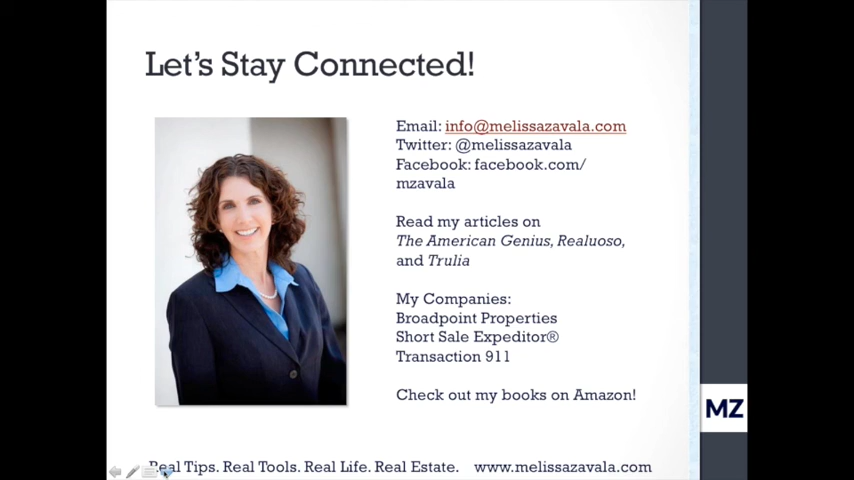 Let's Stay Connected!
Email: info@melissazavala.com
Twitter: @melissazavala
Facebook: facebook.com/
mzavala
Read my articles on
The American Genius, Realuoso,
and Trulia
My Companies:
Broadpoint Properties
Short Sale Expeditor®
Transaction 911
Check out my books on Amazon!
MZ
Real Tips. Real Tools. Real Life. Real Estate. www.melissazavala.com